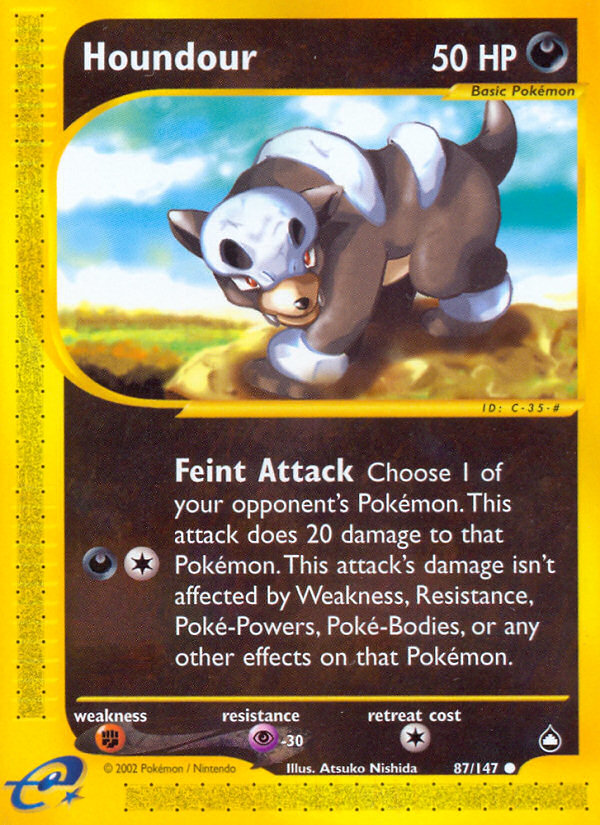 Houndour 50 HP
Basic Pokémon
ID: C-35-#
Feint Attack Choose 1 of
your opponent's Pokémon. This
attack does 20 damage to that
Pokémon. This attack's damage isn't
affected by Weakness, Resistance,
Poké-Powers, Poké-Bodies, or any
other effects on that Pokémon.
weakness resistance retreat cost
-30
© 2002 Pokémon / Nintendo Illus. Atsuko Nishida 87/147
e